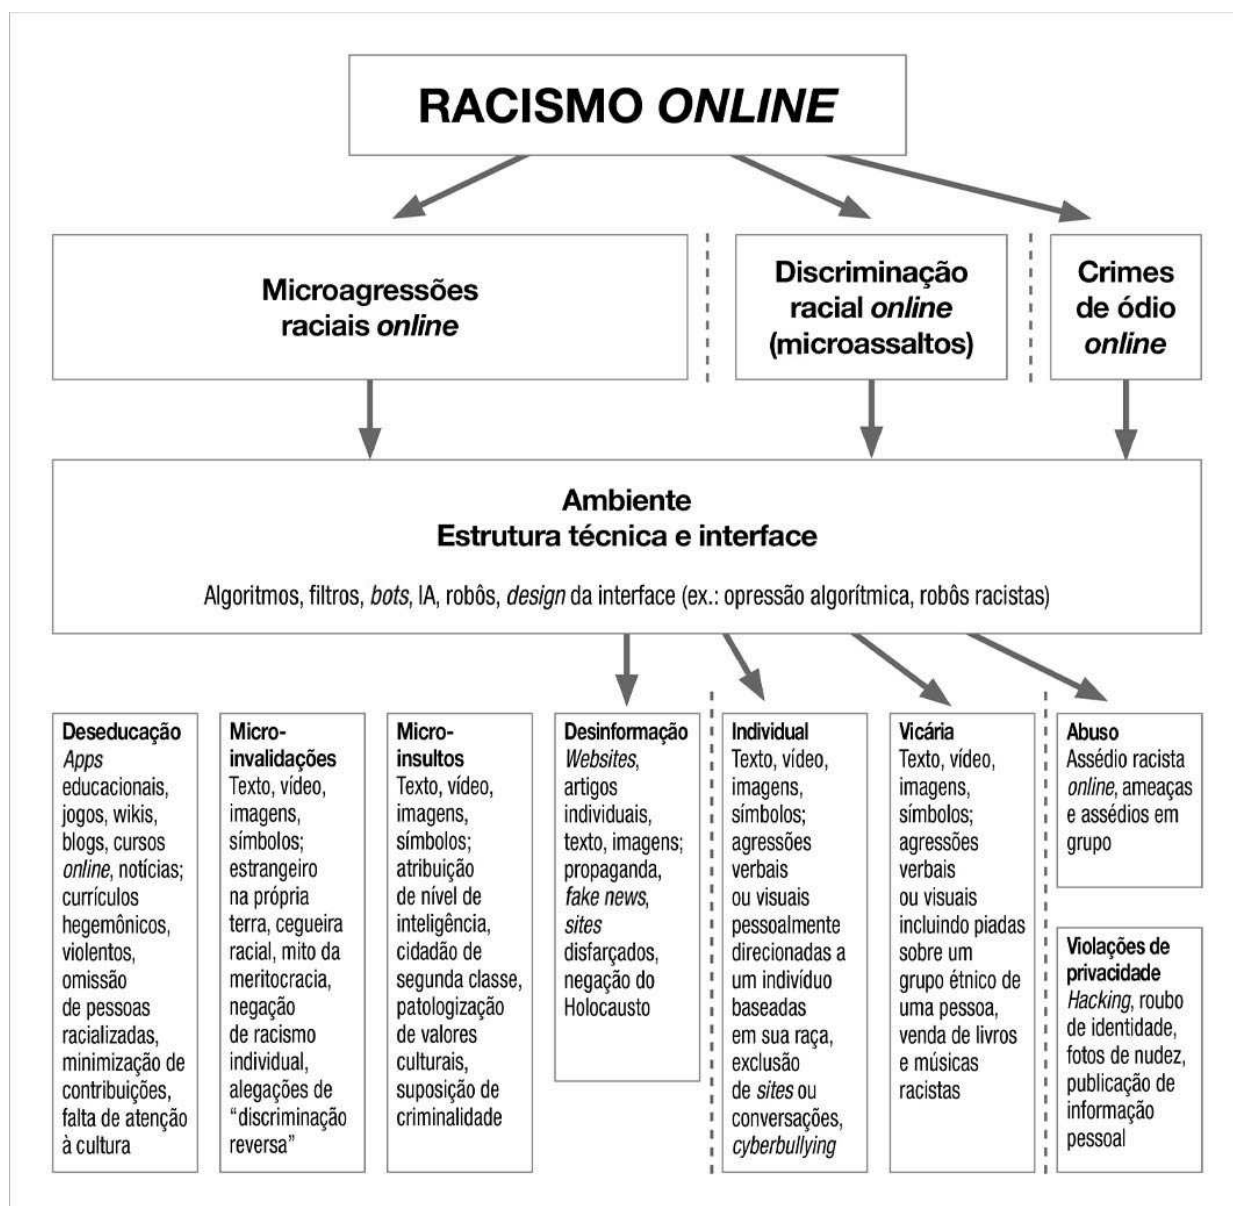 RACISMO ONLINE
Microagressões
raciais online
Discriminação
racial online
(microassaltos)
Crimes
de ódio
online
Ambiente
Estrutura técnica e interface
Algoritmos, filtros, bots, IA, robôs, design da interface (ex.: opressão algorítmica, robôs racistas)
Deseducação
Apps
educacionais,
jogos, wikis,
blogs, cursos
online, notícias;
currículos
hegemônicos,
violentos,
omissão
de pessoas
racializadas,
minimização de
contribuições,
falta de atenção
à cultura
Micro-
invalidações
Texto, vídeo,
imagens,
símbolos;
estrangeiro
na própria
terra, cegueira
racial, mito da
meritocracia,
negação
de racismo
individual,
alegações de
“discriminação
reversa”
Micro-
insultos
Texto, vídeo,
imagens,
símbolos;
atribuição
de nível de
inteligência,
cidadão de
segunda classe,
patologização
de valores
culturais,
suposição de
criminalidade
Desinformação
Websites,
artigos
individuais,
texto, imagens;
propaganda,
fake news,
sites
disfarçados,
negação do
Holocausto
Individual
Texto, vídeo,
imagens,
símbolos;
agressões
verbais
ou visuais
pessoalmente
direcionadas a
um indivíduo
baseadas
em sua raça,
exclusão
de sites ou
conversações,
cyberbullying
Vicária
Texto, vídeo,
imagens,
símbolos;
agressões
verbais
ou visuais
incluindo piadas
sobre um
grupo étnico de
uma pessoa,
venda de livros
e músicas
racistas
Abuso
Assédio racista
online, ameaças
e assédios em
grupo
Violações de
privacidade
Hacking, roubo
de identidade,
fotos de nudez,
publicação de
informação
pessoal